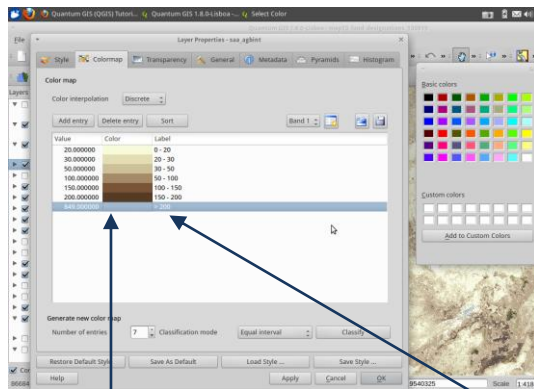 Quantum GIS (QGIS) Tutori... Quantum GIS 1.8.0-Lisboa -... Select Color
File
Layer Properties - saa_aghint
Style Colormap Transparency General Metadata Pyramids Histogram
Color map
Color interpolation Discrete
Add entry Delete entry Sort Band 1
Value Color Label
20.000000 0 - 20
30.000000 20 - 30
50.000000 30 - 50
100.000000 50 - 100
150.000000 100 - 150
200.000000 150 - 200
> 200
Generate new color map
Number of entries 7 Classification mode Equal interval Classify
Restore Default Style Save As Default Load Style ... Save Style ...
Help Apply Cancel OK
Layers
Basic colors
Custom colors
Add to Custom Colors
9540325 Scale 1:418